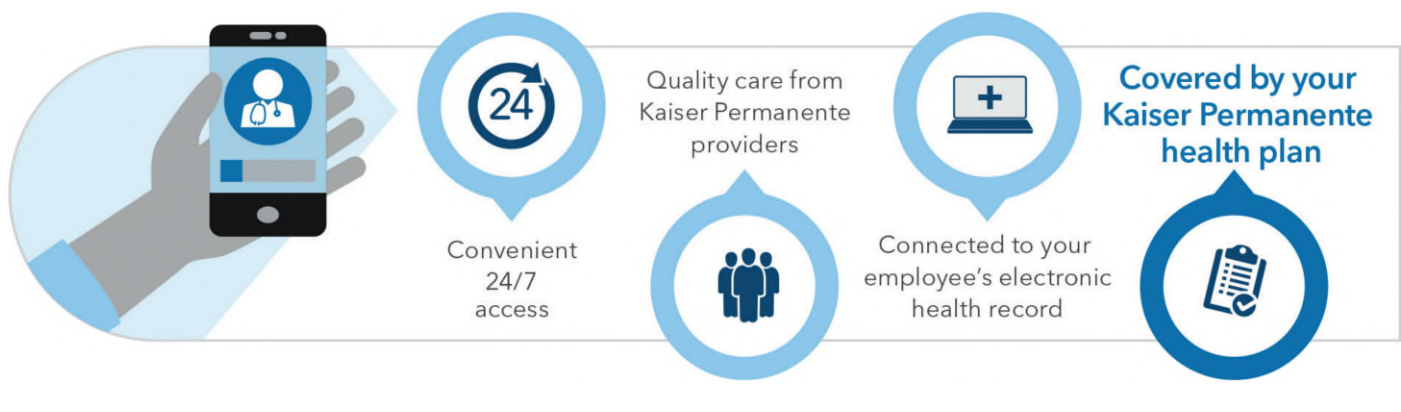 24
Convenient
24/7
access
Quality care from
Kaiser Permanente
providers
Connected to your
employee's electronic
health record
Covered by your
Kaiser Permanente
health plan